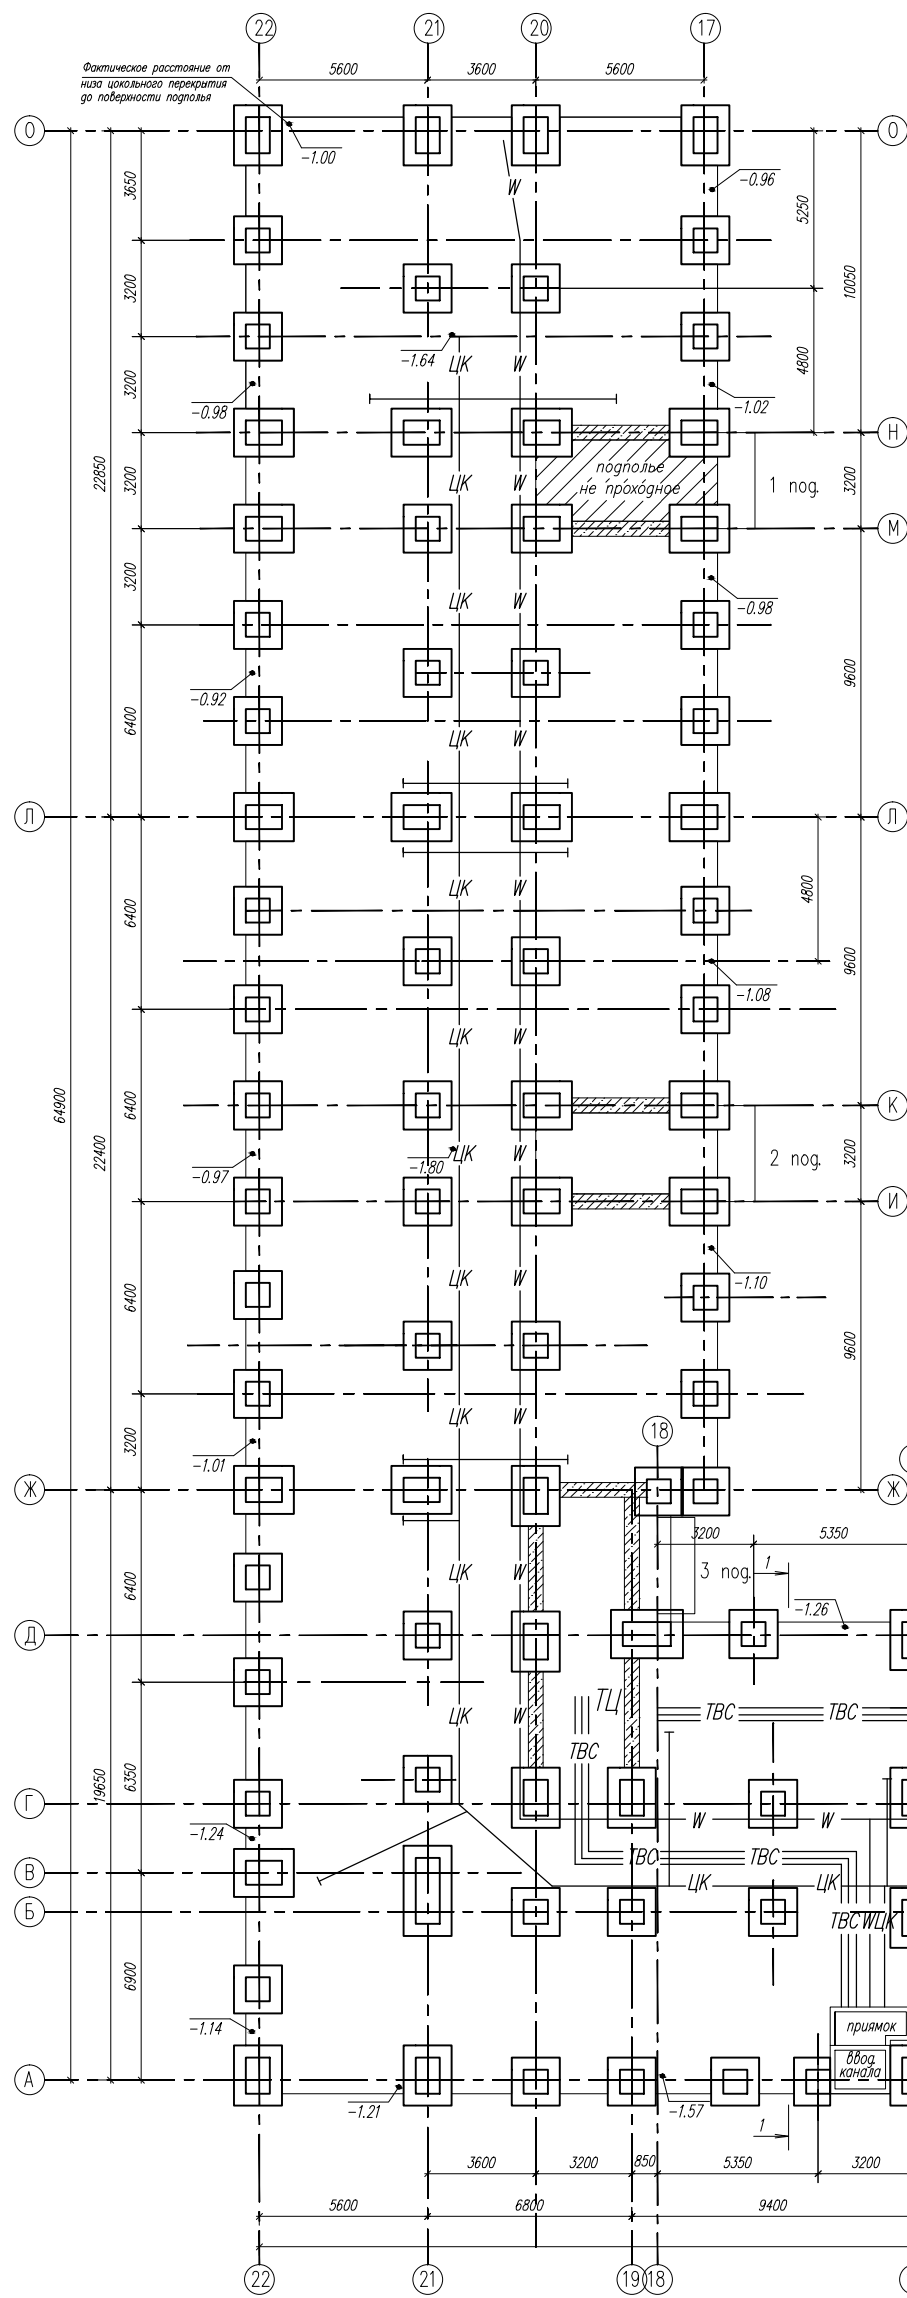 22
21
20
17
Фактическое расстояние от
низа цокольного перекрытия
до поверхности подполья
5600
3600
5600
О
О
-1.00
-0.96
W
3650
5250
3200
10050
-1.64
ЦК
W
4800
3200
-0.98
-1.02
Н
22850
3200
ЦК
W
подполье
не проходное
1 под.
3200
М
3200
-0.98
ЦК
W
-0.92
9600
6400
ЦК
W
Л
Л
4800
6400
ЦК
W
9600
-1.08
ЦК
W
64900
6400
К
22400
-0.97
-1.80
ЦК
W
2 под.
3200
И
6400
ЦК
W
-1.10
9600
3200
ЦК
W
18
-1.01
Ж
Ж
3200
5350
6400
ЦК
W
3 под.
1
-1.26
Д
ТЦ
ЦК
W
ТВС
ТВС
ТВС
6350
19650
Г
-1.24
W
W
В
ТВС
ТВС
ЦК
ЦК
Б
ТВС
W
ЦК
6900
-1.14
приямок
ввод.
канала
А
-1.21
-1.57
1
3600
3200
850
5350
3200
5600
6800
9400
22
21
19
18